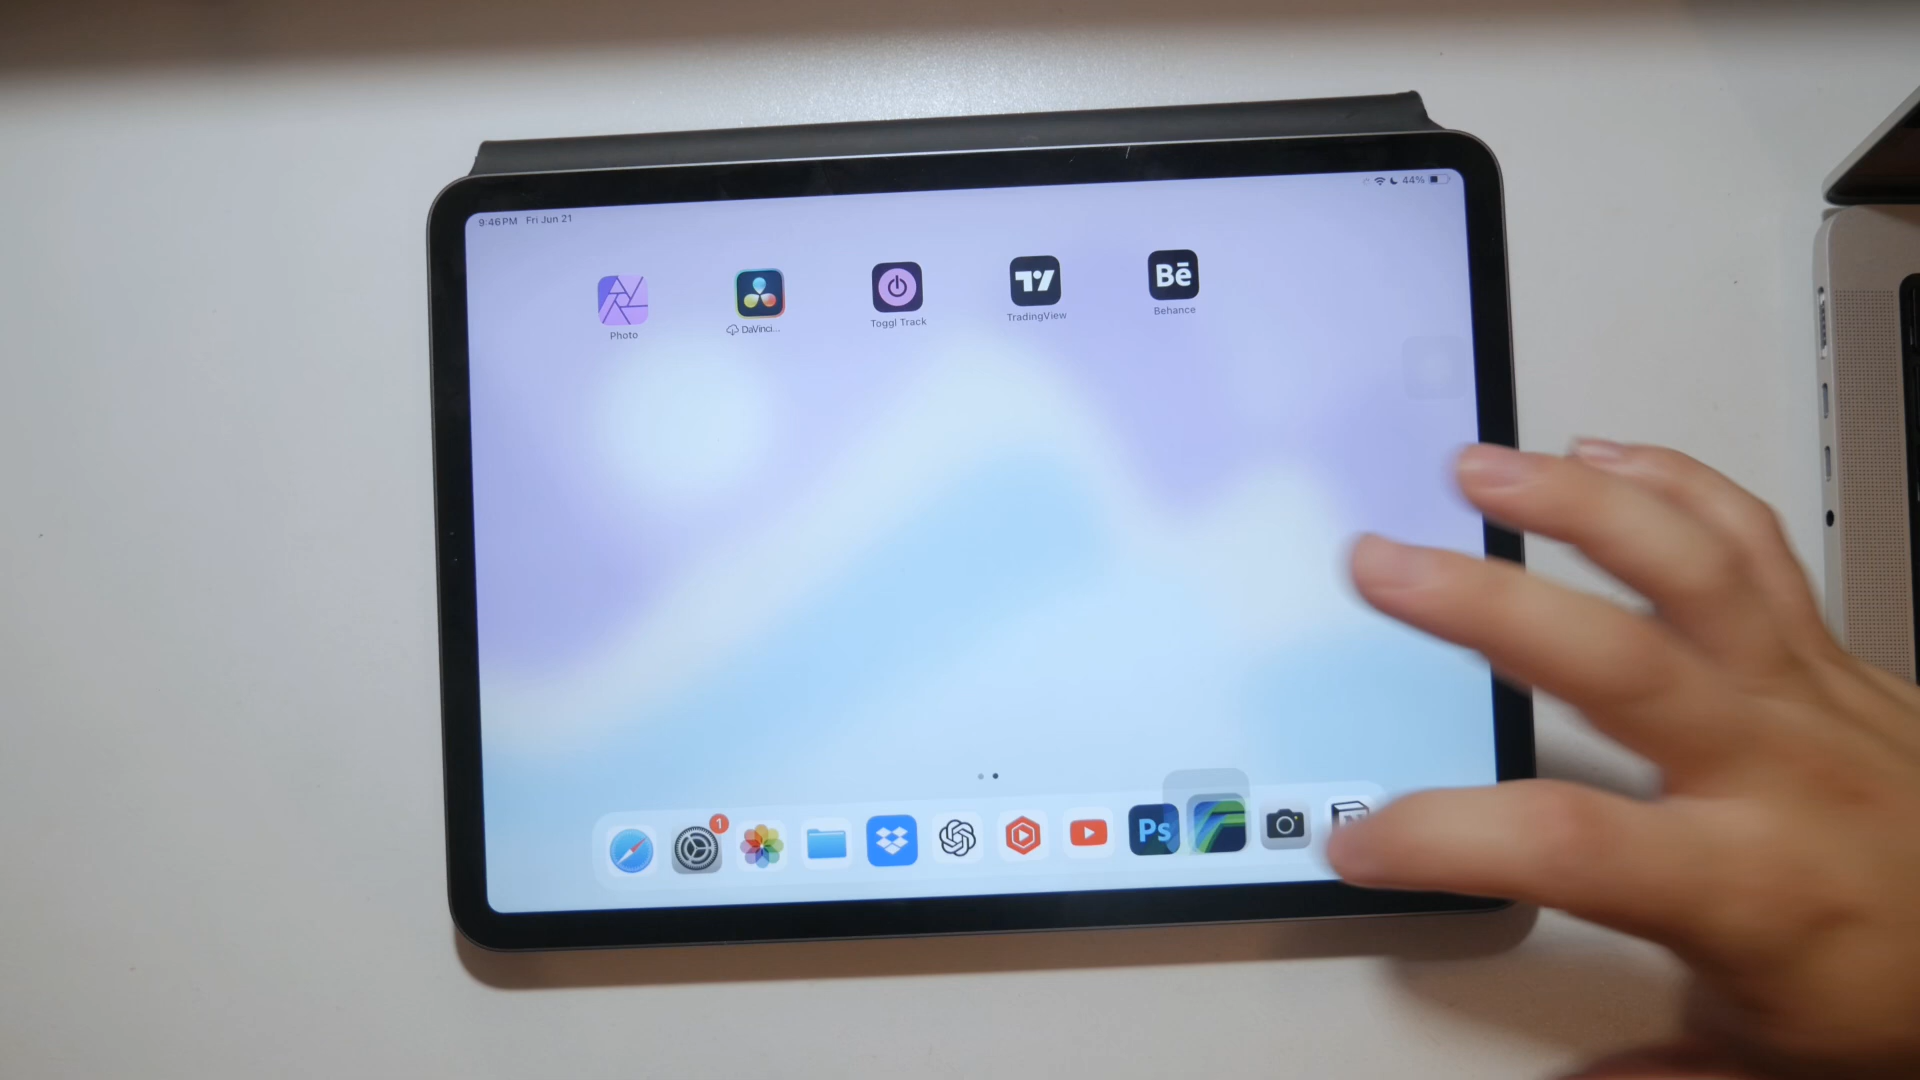 9:46 PM Fri Jun 21
44%
Photo
DaVinci...
Toggl Track
TradingView
Bē
Behance
1
Ps
N